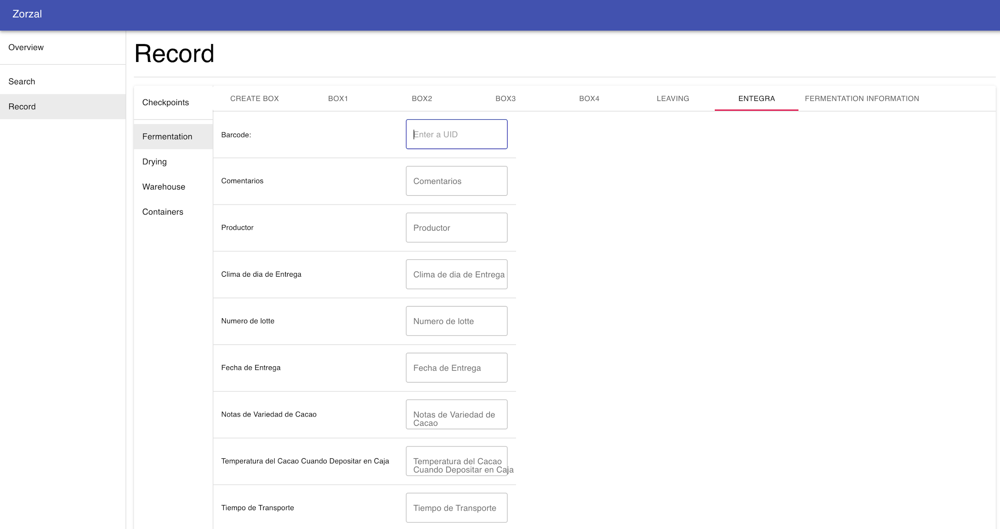 Zorzal
Overview
Search
Record
Record
Checkpoints
Fermentation
Drying
Warehouse
Containers
CREATE BOX BOX1 BOX2 BOX3 BOX4 LEAVING ENTEGRA FERMENTATION INFORMATION
Barcode: Enter a UID
Comentarios Comentarios
Productor Productor
Clima de dia de Entrega Clima de dia de Entrega
Numero de lotte Numero de lotte
Fecha de Entrega Fecha de Entrega
Notas de Variedad de Cacao Notas de Variedad de
Cacao
Temperatura del Cacao Cuando Depositar en Caja Temperatura del Cacao
Cuando Depositar en Caja
Tiempo de Transporte Tiempo de Transporte